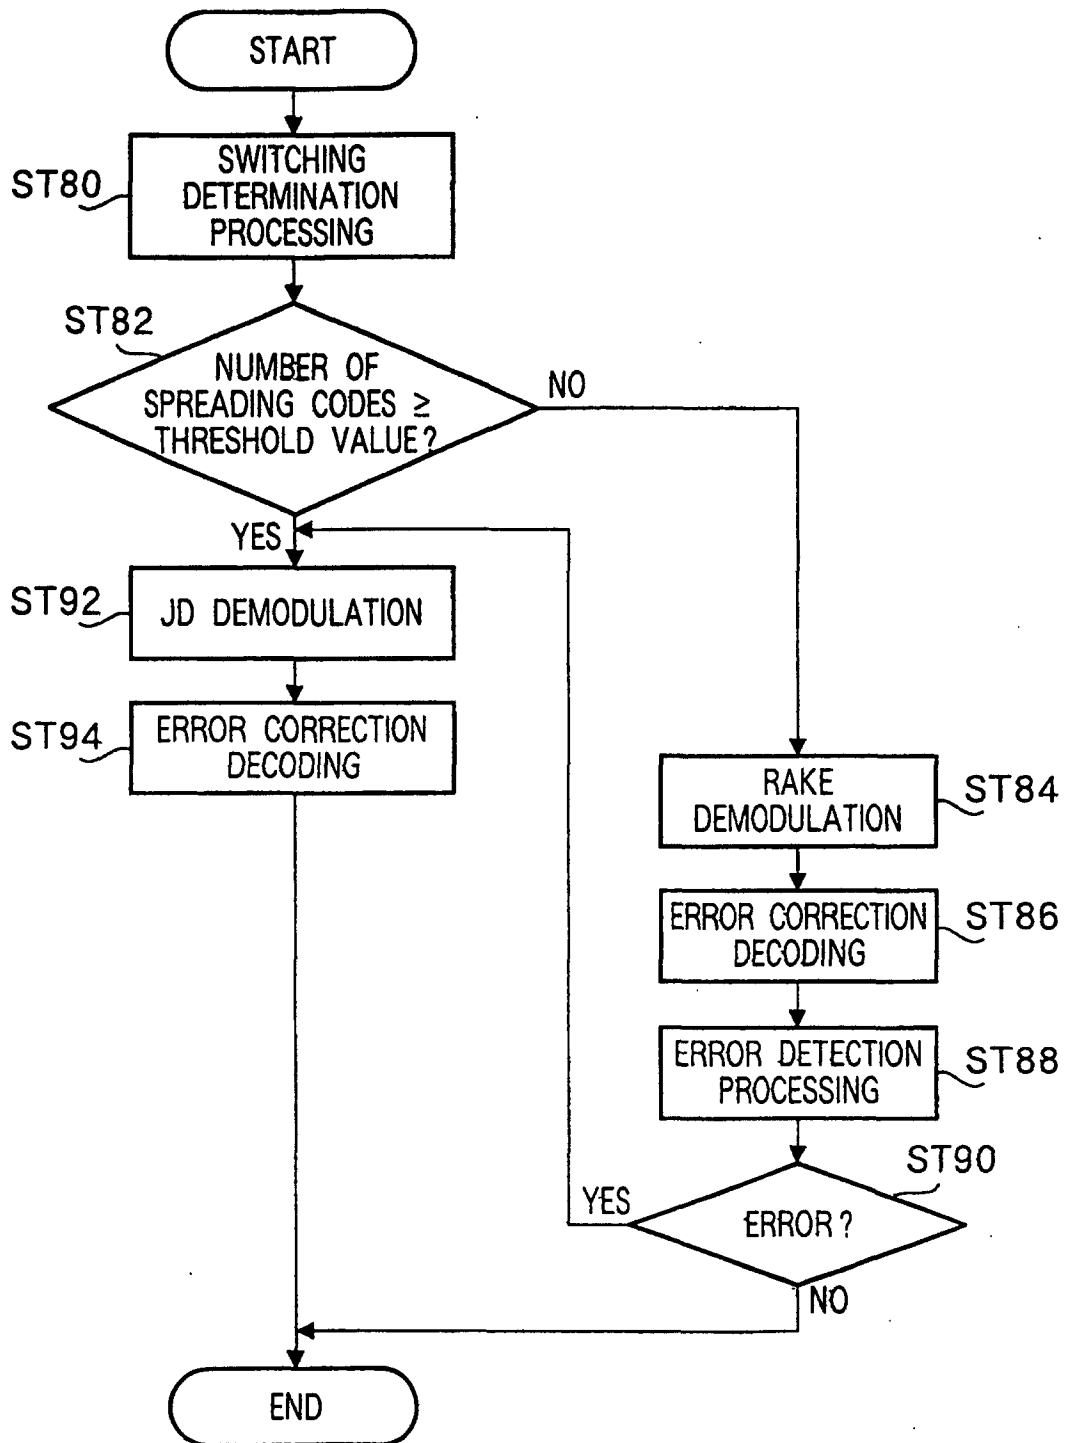 START
ST80
SWITCHING
DETERMINATION
PROCESSING
ST82
NUMBER OF
SPREADING CODES ≥
THRESHOLD VALUE?
NO
YES
ST92
JD DEMODULATION
ST94
ERROR CORRECTION
DECODING
RAKE
DEMODULATION
ST84
ERROR CORRECTION
DECODING
ST86
ERROR DETECTION
PROCESSING
ST88
ST90
YES
ERROR?
NO
END